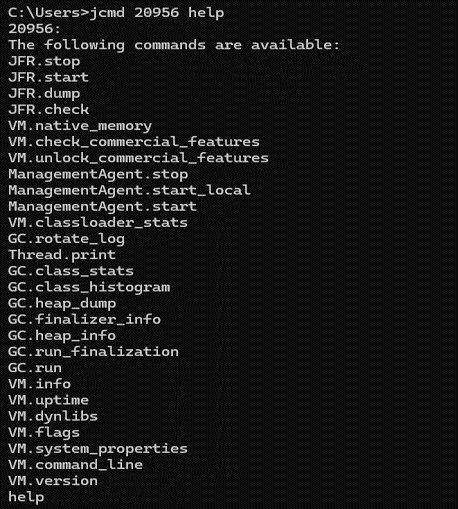 C:\Users>jcmd 20956 help
20956:
The following commands are available:
JFR.stop
JFR.start
JFR.dump
JFR.check
VM.native_memory
VM.check_commercial_features
VM.unlock_commercial_features
ManagementAgent.stop
ManagementAgent.start_local
ManagementAgent.start
VM.classloader_stats
GC.rotate_log
Thread.print
GC.class_stats
GC.class_histogram
GC.heap_dump
GC.finalizer_info
GC.heap_info
GC.run_finalization
GC.run
VM.info
VM.uptime
VM.dynlibs
VM.flags
VM.system_properties
VM.command_line
VM.version
help